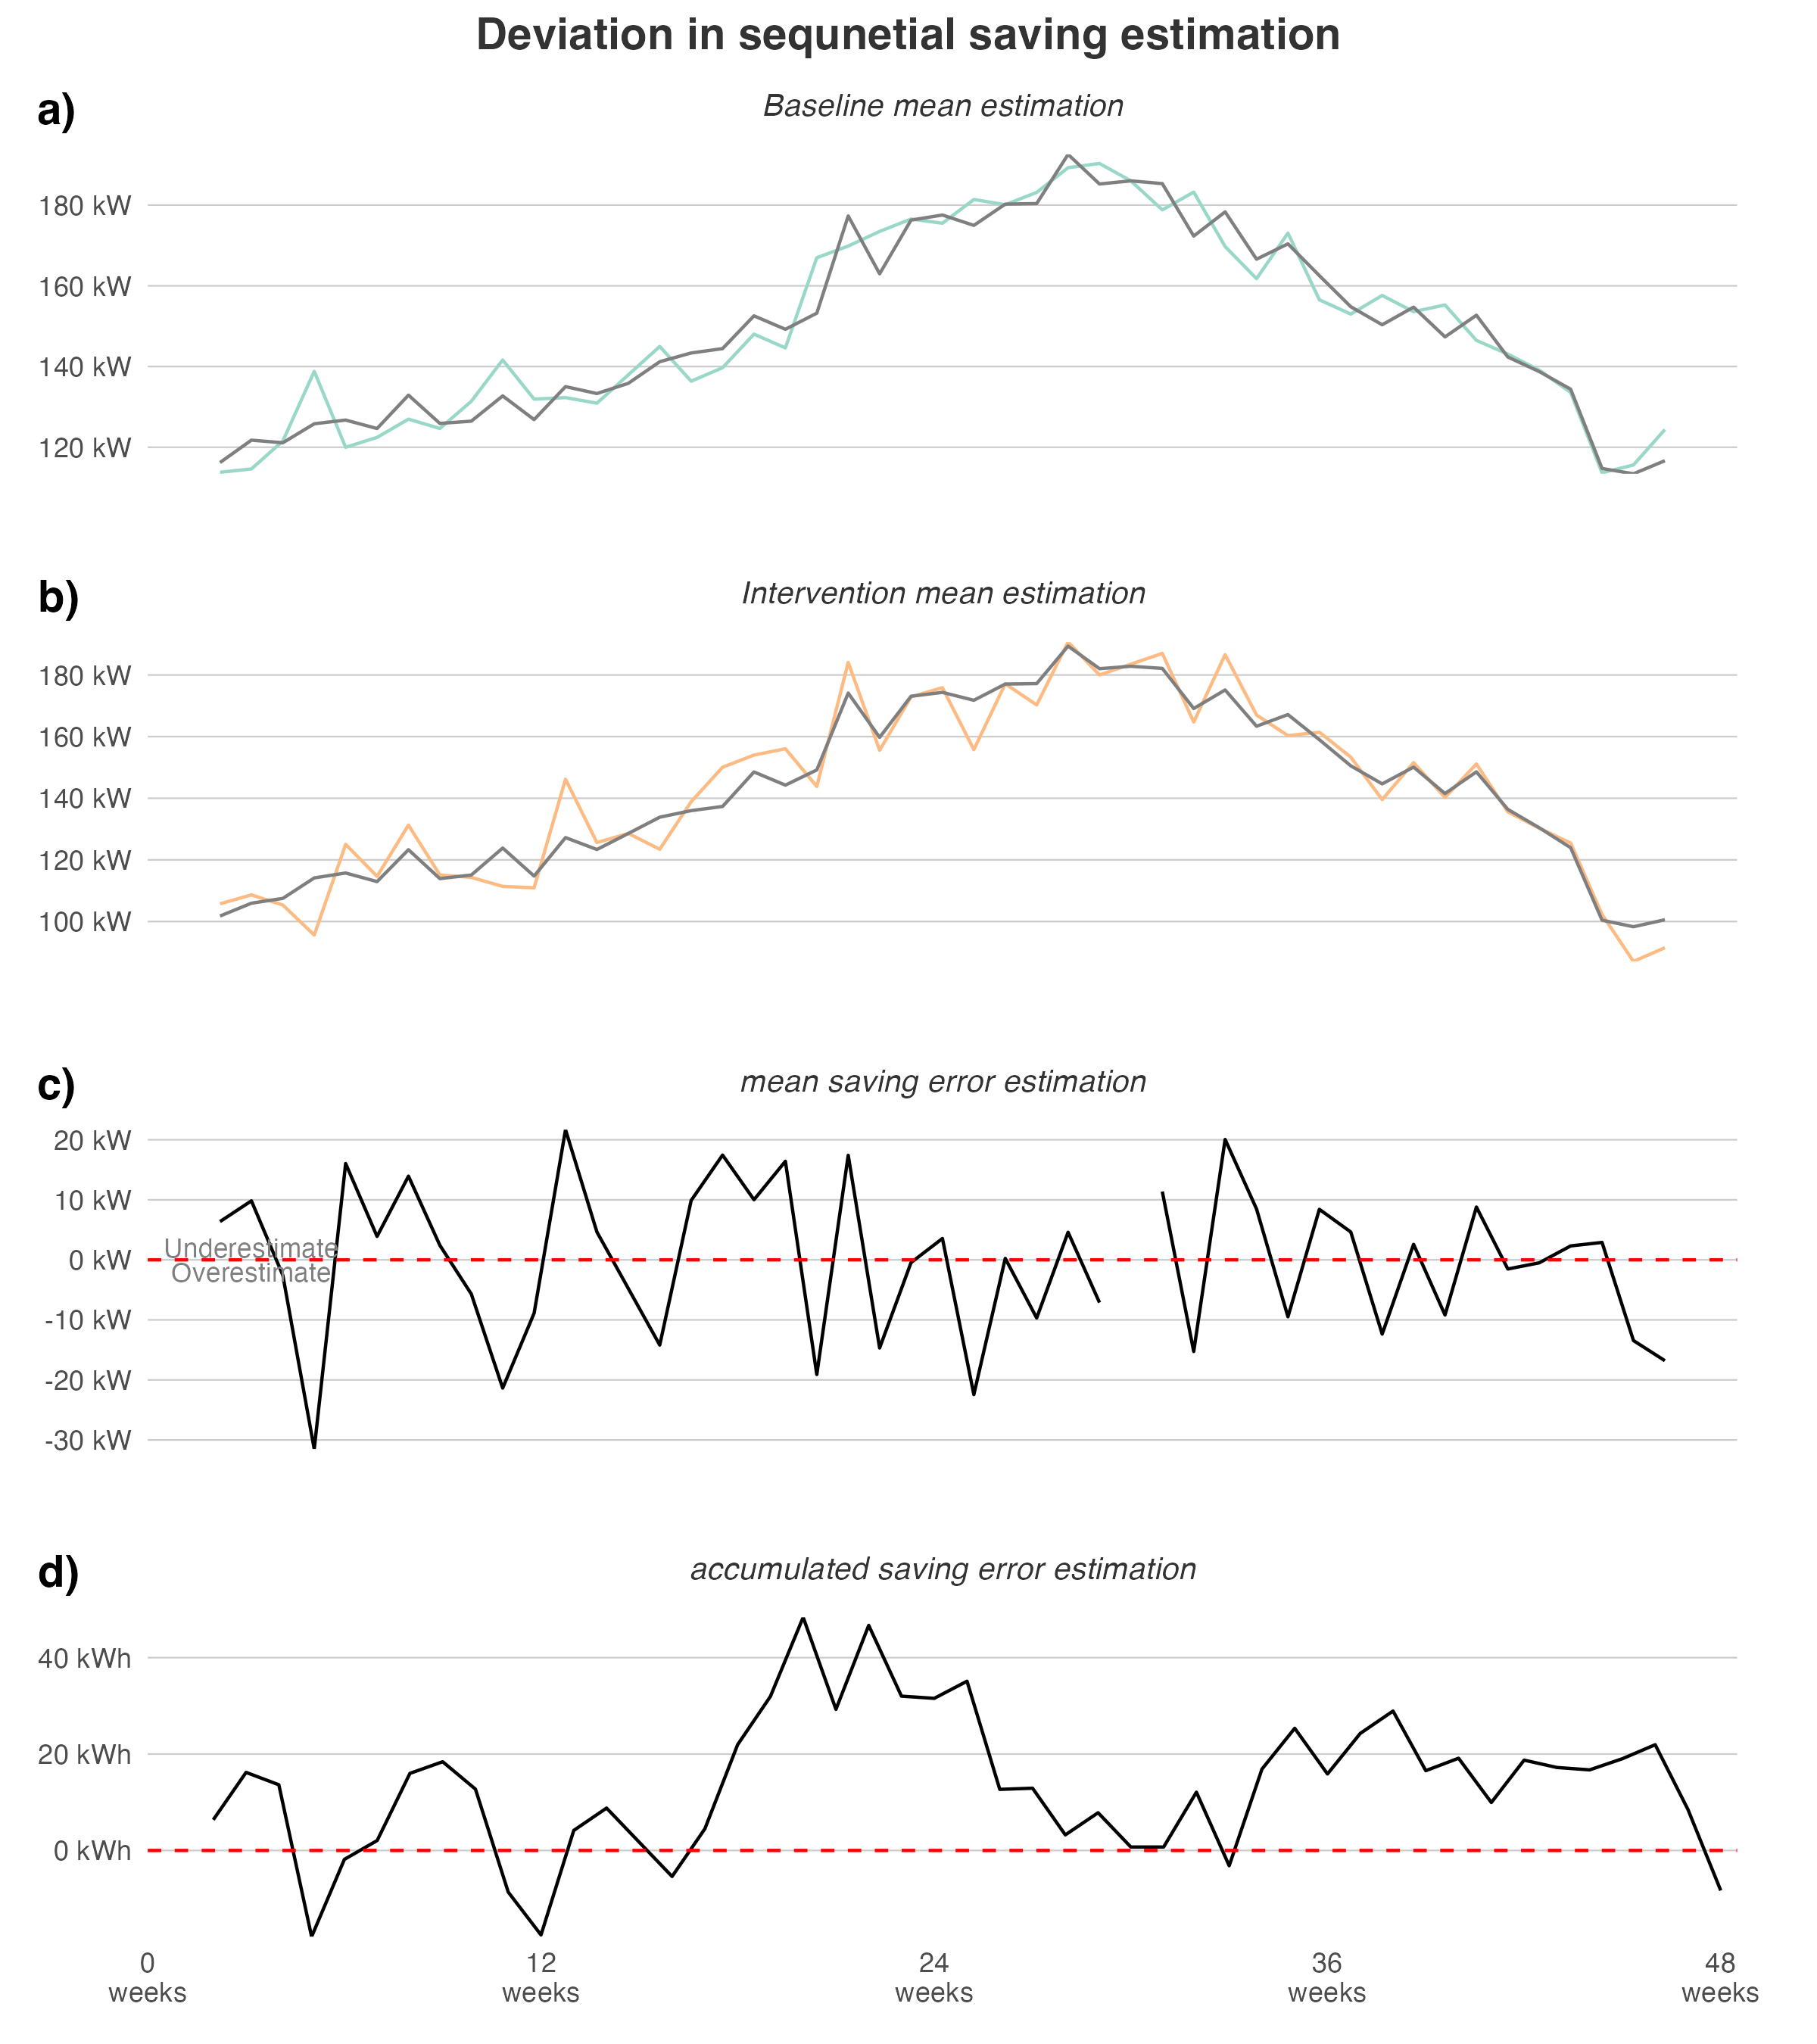 Deviation in sequnetial saving estimation
a)
Baseline mean estimation
180 kW
160 kW
140 kW
120 kW
b)
Intervention mean estimation
180 kW
160 kW
140 kW
120 kW
100 kW
c)
mean saving error estimation
20 kW
10 kW
Underestimate
0 kW
Overestimate
-10 kW
-20 kW
-30 kW
d)
accumulated saving error estimation
40 kWh
20 kWh
0 kWh
0 12 24 36 48
weeks weeks weeks weeks weeks